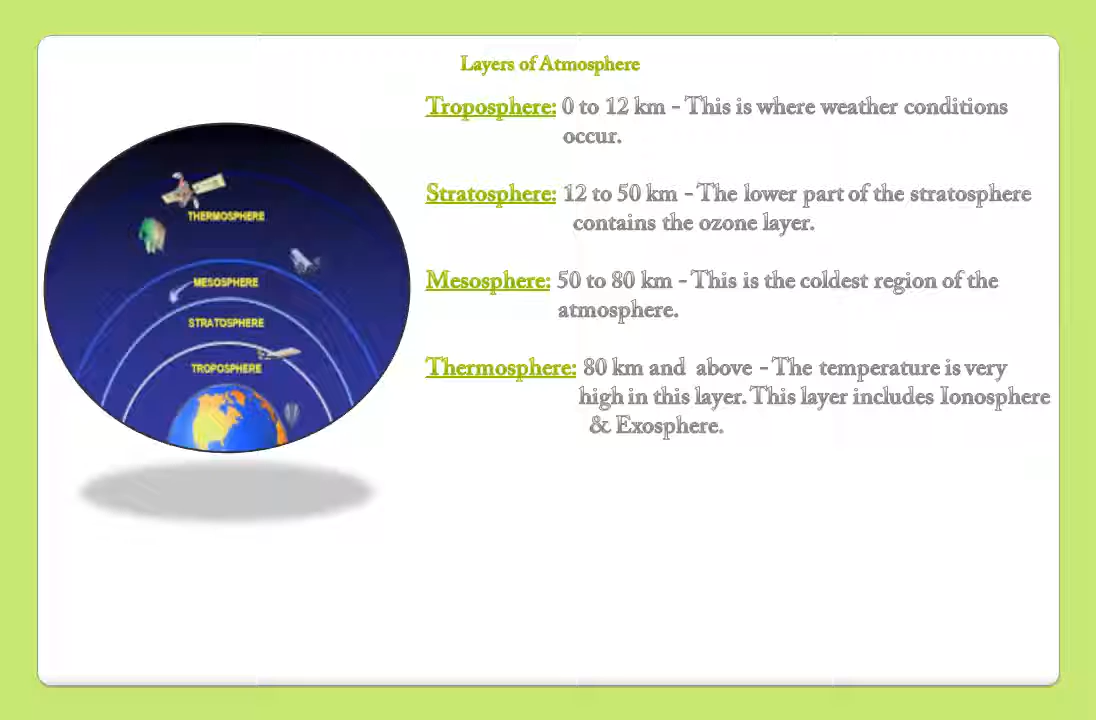 Layers of Atmosphere
Troposphere: 0 to 12 km - This is where weather conditions
occur.
Stratosphere: 12 to 50 km - The lower part of the stratosphere
contains the ozone layer.
Mesosphere: 50 to 80 km - This is the coldest region of the
atmosphere.
Thermosphere: 80 km and above - The temperature is very
high in this layer. This layer includes Ionosphere
& Exosphere.
THERMOSPHERE
MESOSPHERE
STRATOSPHERE
TROPOSPHERE